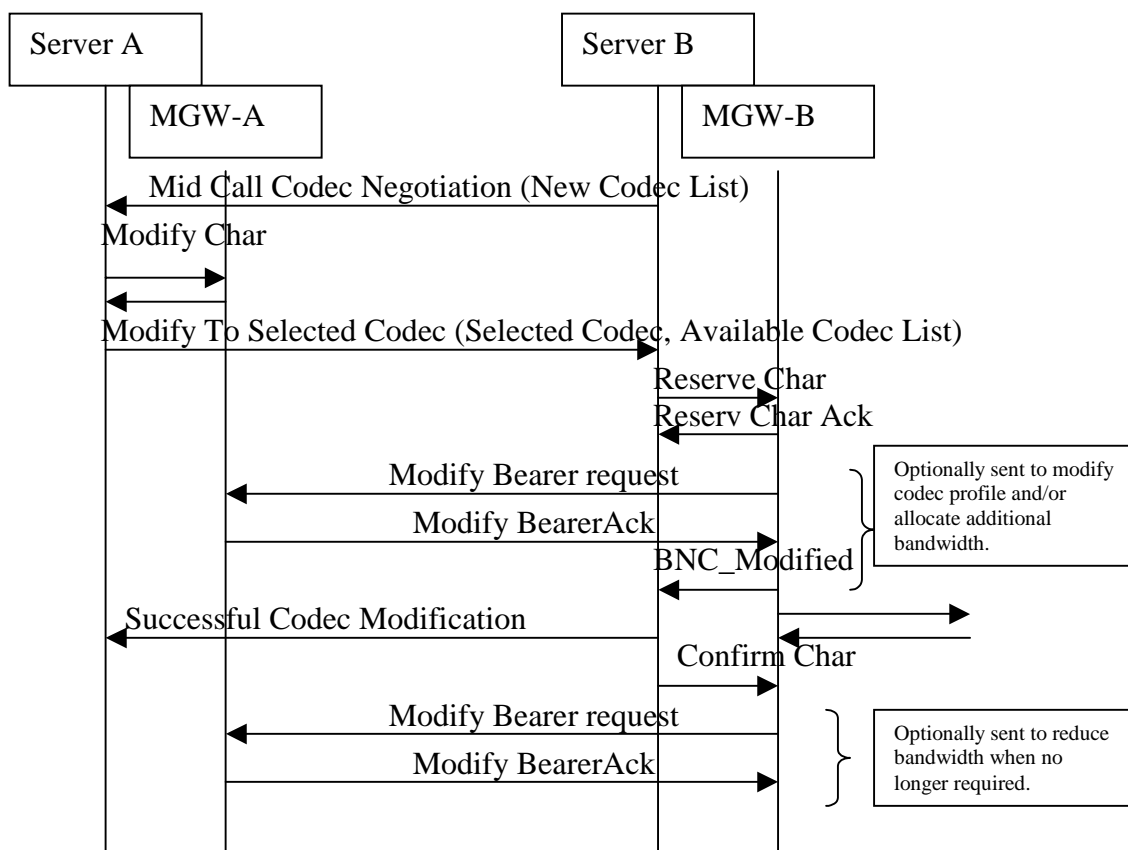 Server A
Server B
MGW-A
MGW-B
Mid Call Codec Negotiation (New Codec List)
Modify Char
Modify To Selected Codec (Selected Codec, Available Codec List)
Reserve Char
Reserv Char Ack
Modify Bearer request
Modify BearerAck
BNC_Modified
Optionally sent to modify
codec profile and/or
allocate additional
bandwidth.
Successful Codec Modification
Confirm Char
Modify Bearer request
Modify BearerAck
Optionally sent to reduce
bandwidth when no
longer required.